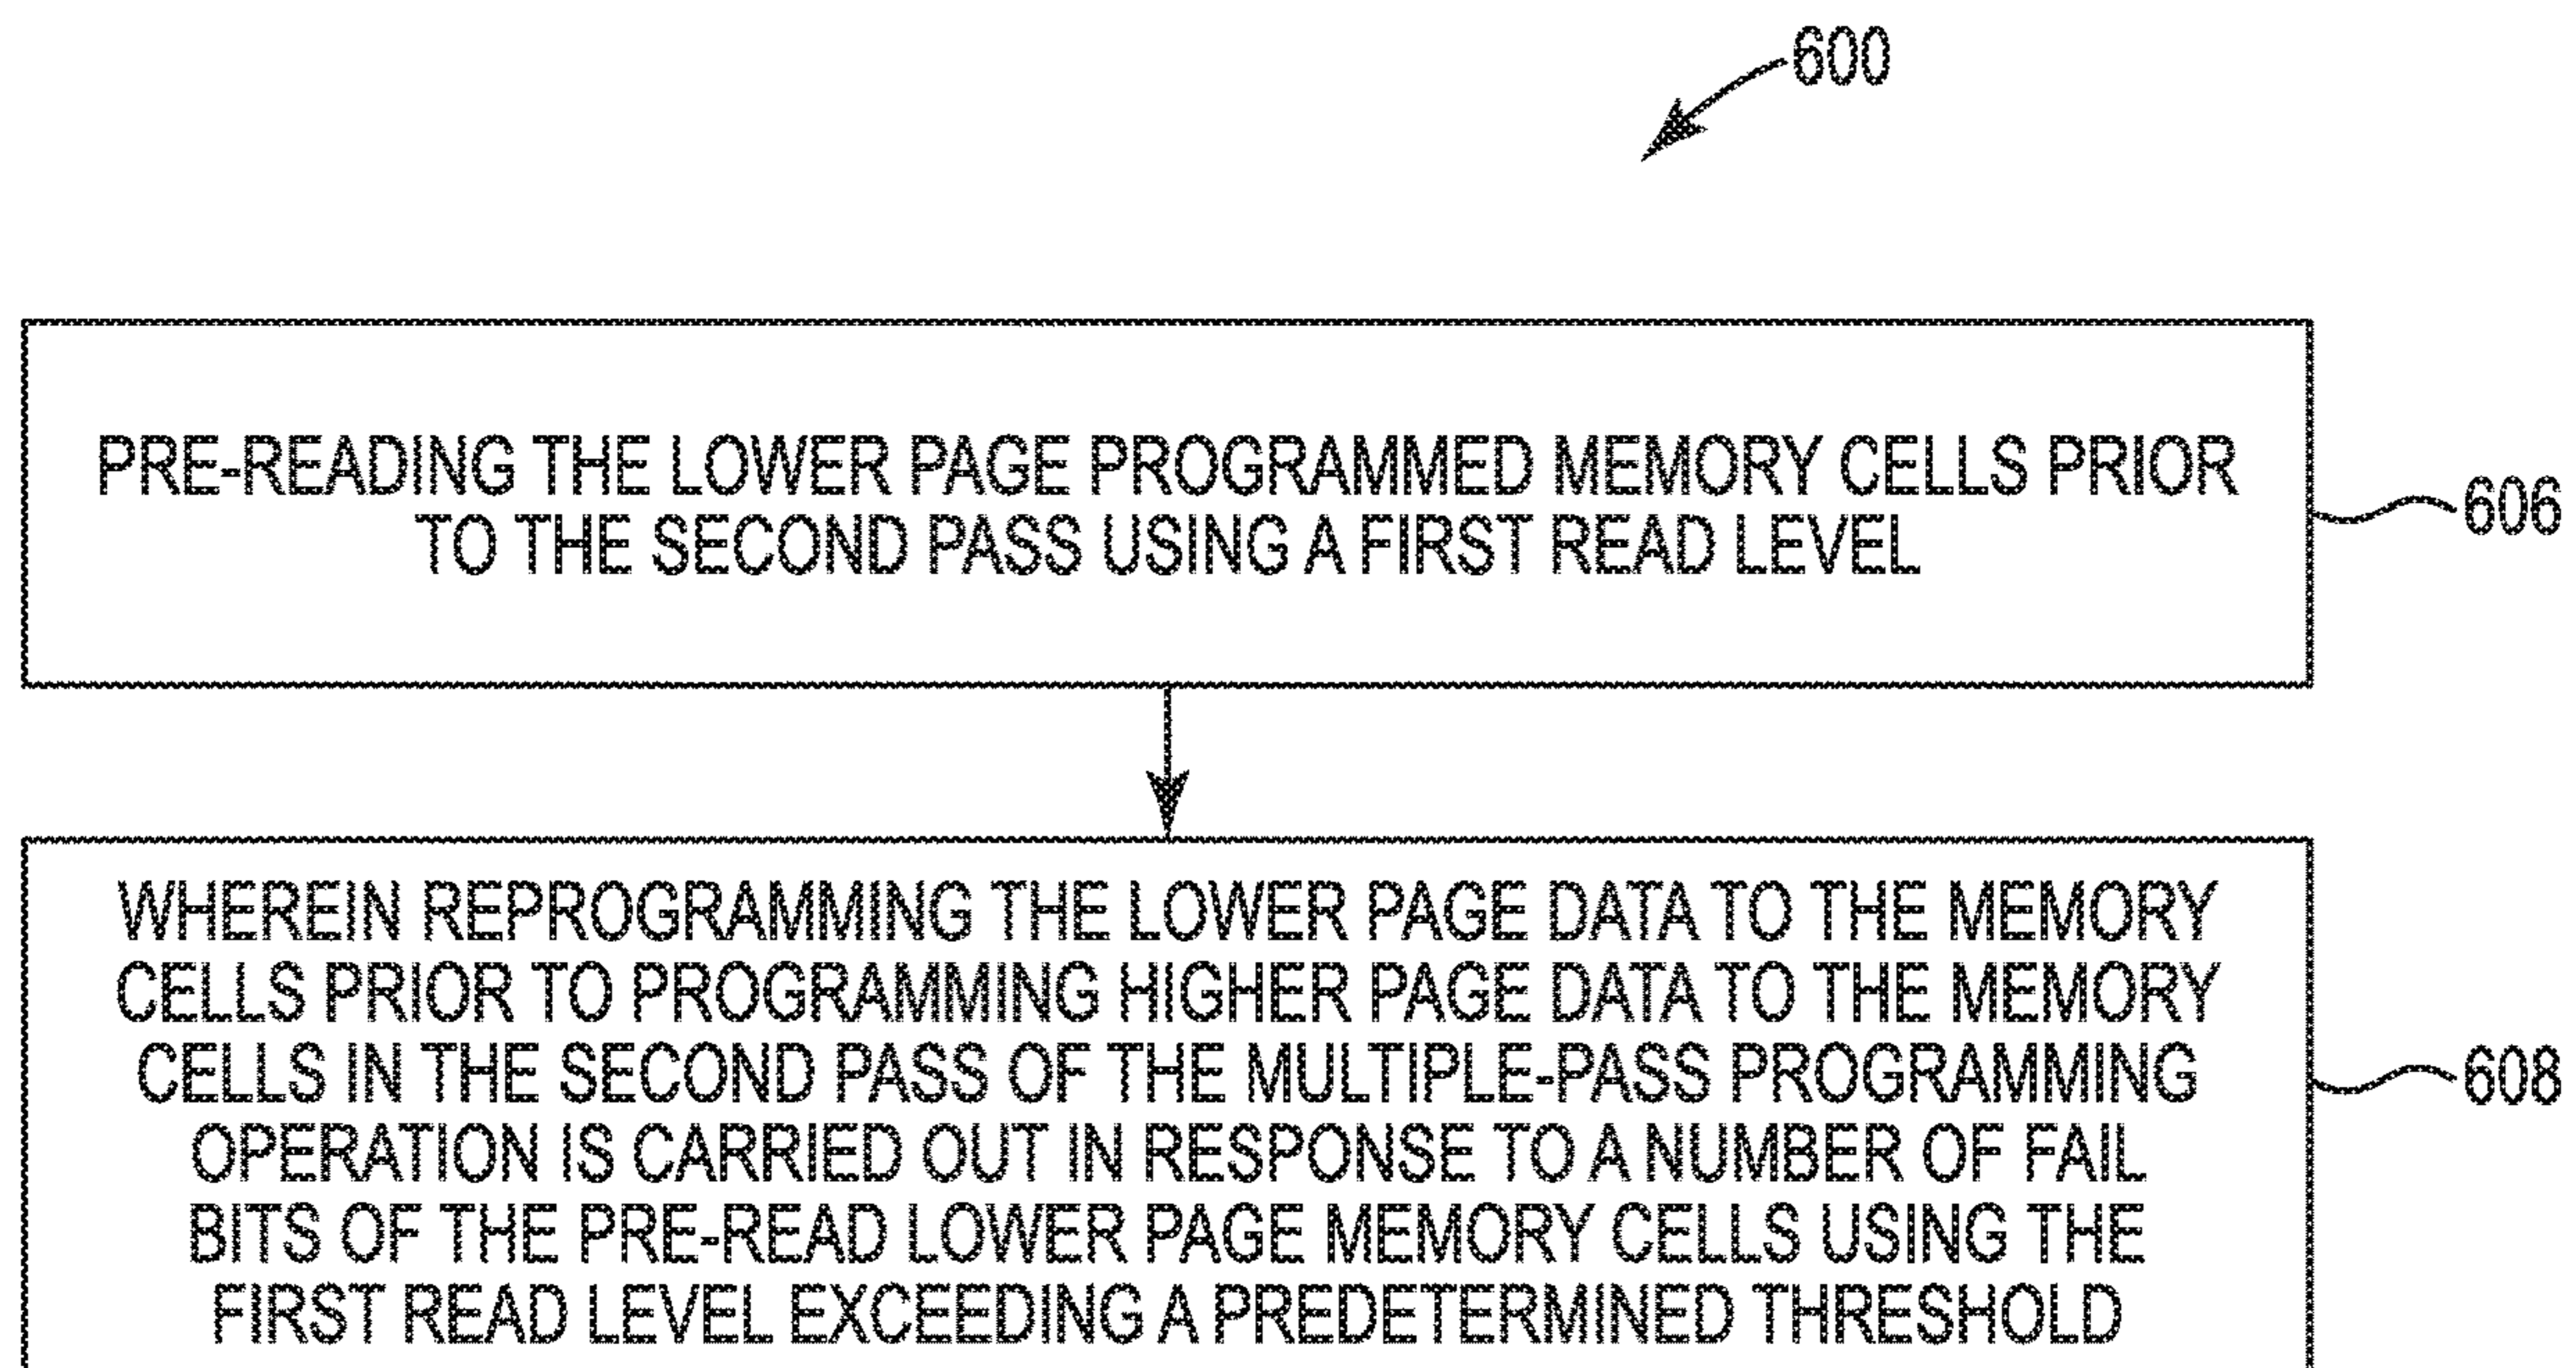 600
PRE-READING THE LOWER PAGE PROGRAMMED MEMORY CELLS PRIOR
TO THE SECOND PASS USING A FIRST READ LEVEL
606
WHEREIN REPROGRAMMING THE LOWER PAGE DATA TO THE MEMORY
CELLS PRIOR TO PROGRAMMING HIGHER PAGE DATA TO THE MEMORY
CELLS IN THE SECOND PASS OF THE MULTIPLE-PASS PROGRAMMING
OPERATION IS CARRIED OUT IN RESPONSE TO A NUMBER OF FAIL
BITS OF THE PRE-READ LOWER PAGE MEMORY CELLS USING THE
FIRST READ LEVEL EXCEEDING A PREDETERMINED THRESHOLD
608